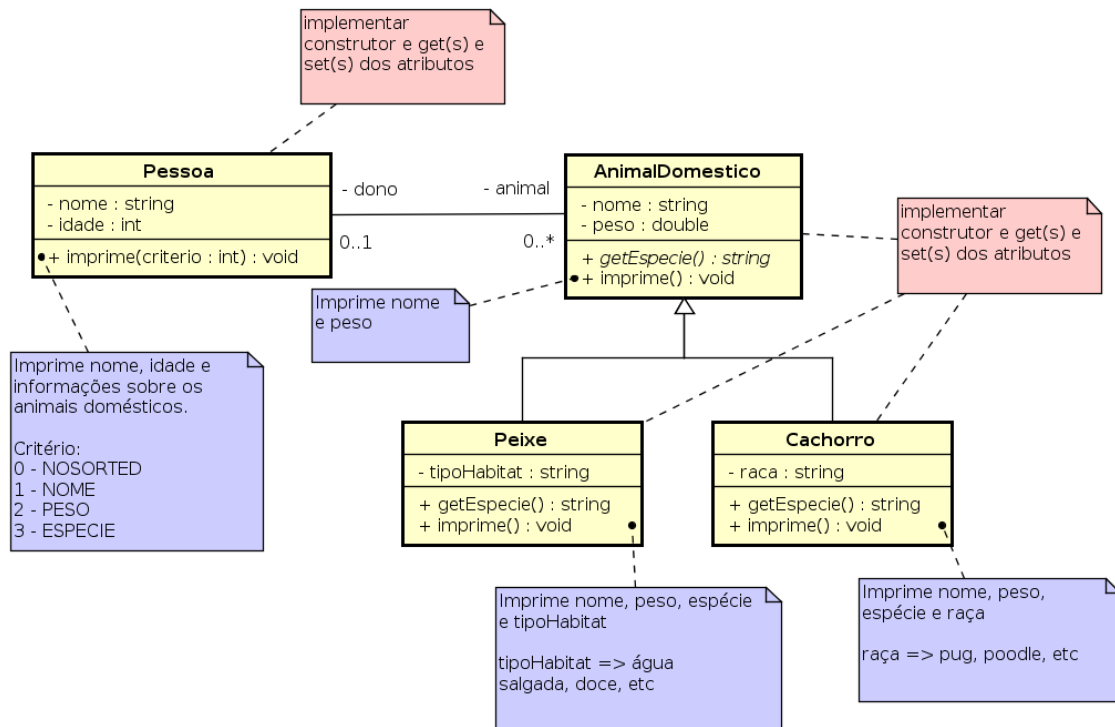 implementar
construtor e get(s) e
set(s) dos atributos
Pessoa
- nome : string
- idade : int
+ imprime(criterio : int) : void
- dono
- animal
0..1
0..*
AnimalDomestico
- nome : string
- peso : double
+ getEspecie() : string
+ imprime() : void
implementar
construtor e get(s) e
set(s) dos atributos
Imprime nome
e peso
Imprime nome, idade e
informações sobre os
animais domésticos.
Critério:
0 - NOSORTED
1 - NOME
2 - PESO
3 - ESPECIE
Peixe
- tipoHabitat : string
+ getEspecie() : string
+ imprime() : void
Cachorro
- raca : string
+ getEspecie() : string
+ imprime() : void
Imprime nome, peso, espécie
e tipoHabitat
tipoHabitat => água
salgada, doce, etc
Imprime nome, peso,
espécie e raça
raça => pug, poodle, etc